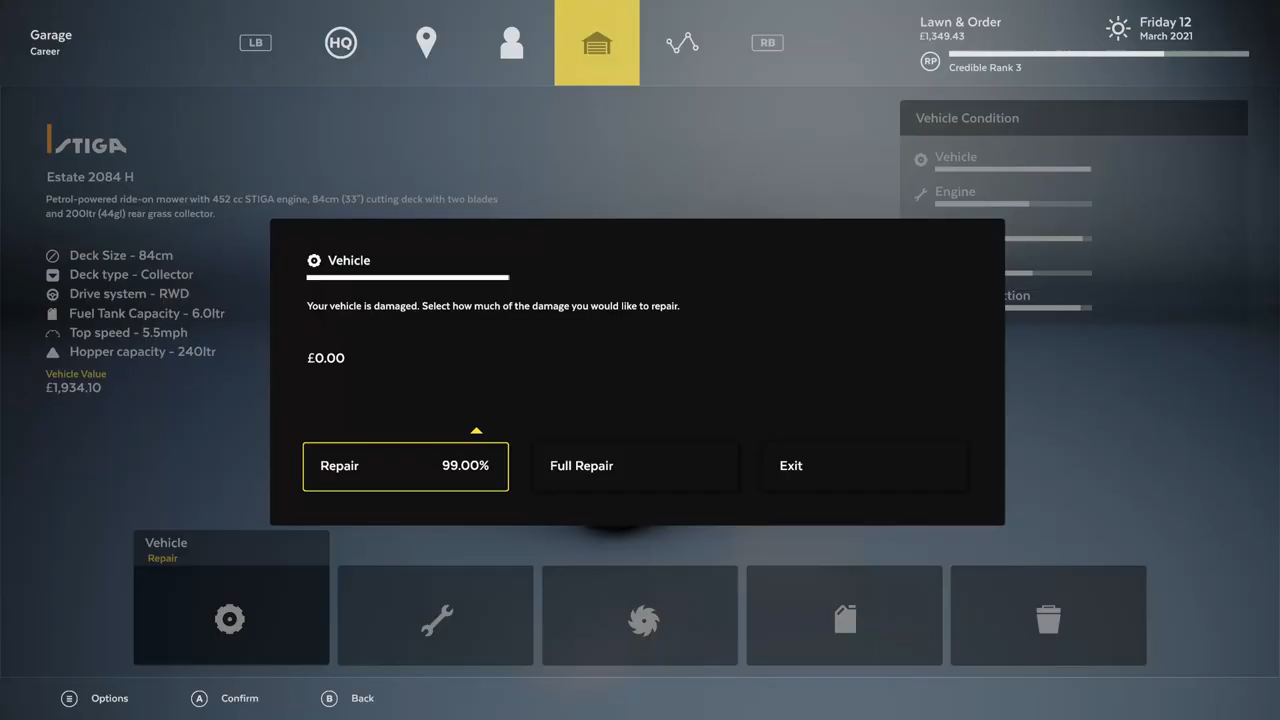 Garage
Career
LB
HQ
RB
Lawn & Order
£1,349.43
RP
Credible Rank 3
Friday 12
March 2021
STIGA
Estate 2084 H
Petrol-powered ride-on mower with 452 cc STIGA engine, 84cm (33") cutting deck with two blades
and 200ltr (44gl) rear grass collector.
Deck Size - 84cm
Deck type - Collector
Drive system - RWD
Fuel Tank Capacity - 6.0ltr
Top speed - 5.5mph
Hopper capacity - 240ltr
Vehicle Value
£1,934.10
Vehicle Condition
Vehicle
Engine
ction
Vehicle
Your vehicle is damaged. Select how much of the damage you would like to repair.
£0.00
Repair 99.00%
Full Repair
Exit
Vehicle
Repair
Options
A Confirm
B Back